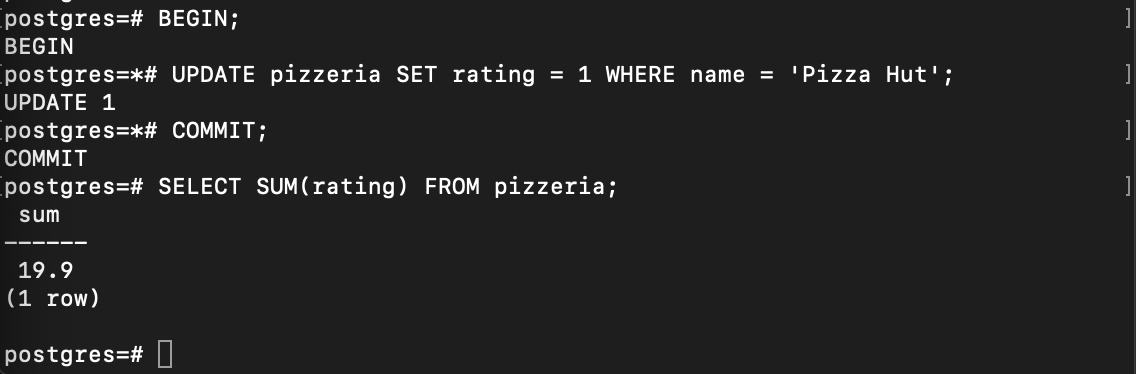 [postgres=# BEGIN; ]
BEGIN
[postgres=*# UPDATE pizzeria SET rating = 1 WHERE name = 'Pizza Hut'; ]
UPDATE 1
[postgres=*# COMMIT; ]
COMMIT
[postgres=# SELECT SUM(rating) FROM pizzeria; ]
 sum
------
 19.9
(1 row)

postgres=#